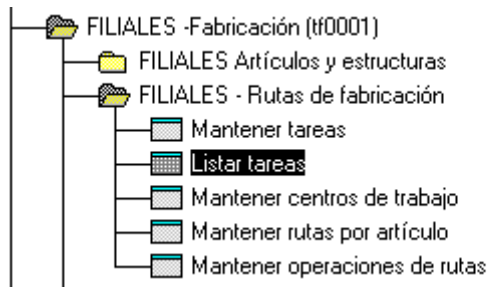 FILIALES -Fabricación (tf0001)
FILIALES Artículos y estructuras
FILIALES - Rutas de fabricación
Mantener tareas
Listar tareas
Mantener centros de trabajo
Mantener rutas por artículo
Mantener operaciones de rutas